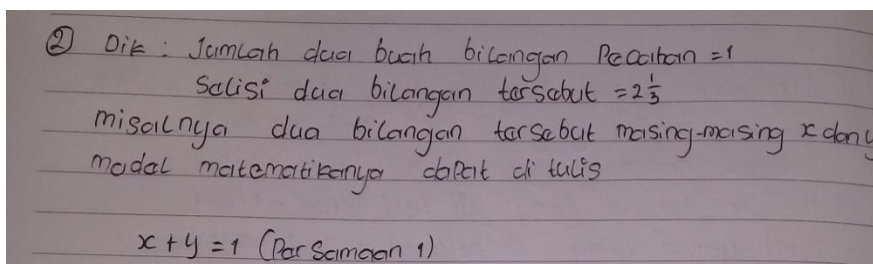 ② Dik : Jumlah dua buah bilangan Pecahan = 1
Selisi dua bilangan tersebut = 2 1/3
misalnya dua bilangan tersebut masing-masing x dan y
model matematikanya dapat di tulis
x + y = 1 (Persamaan 1)